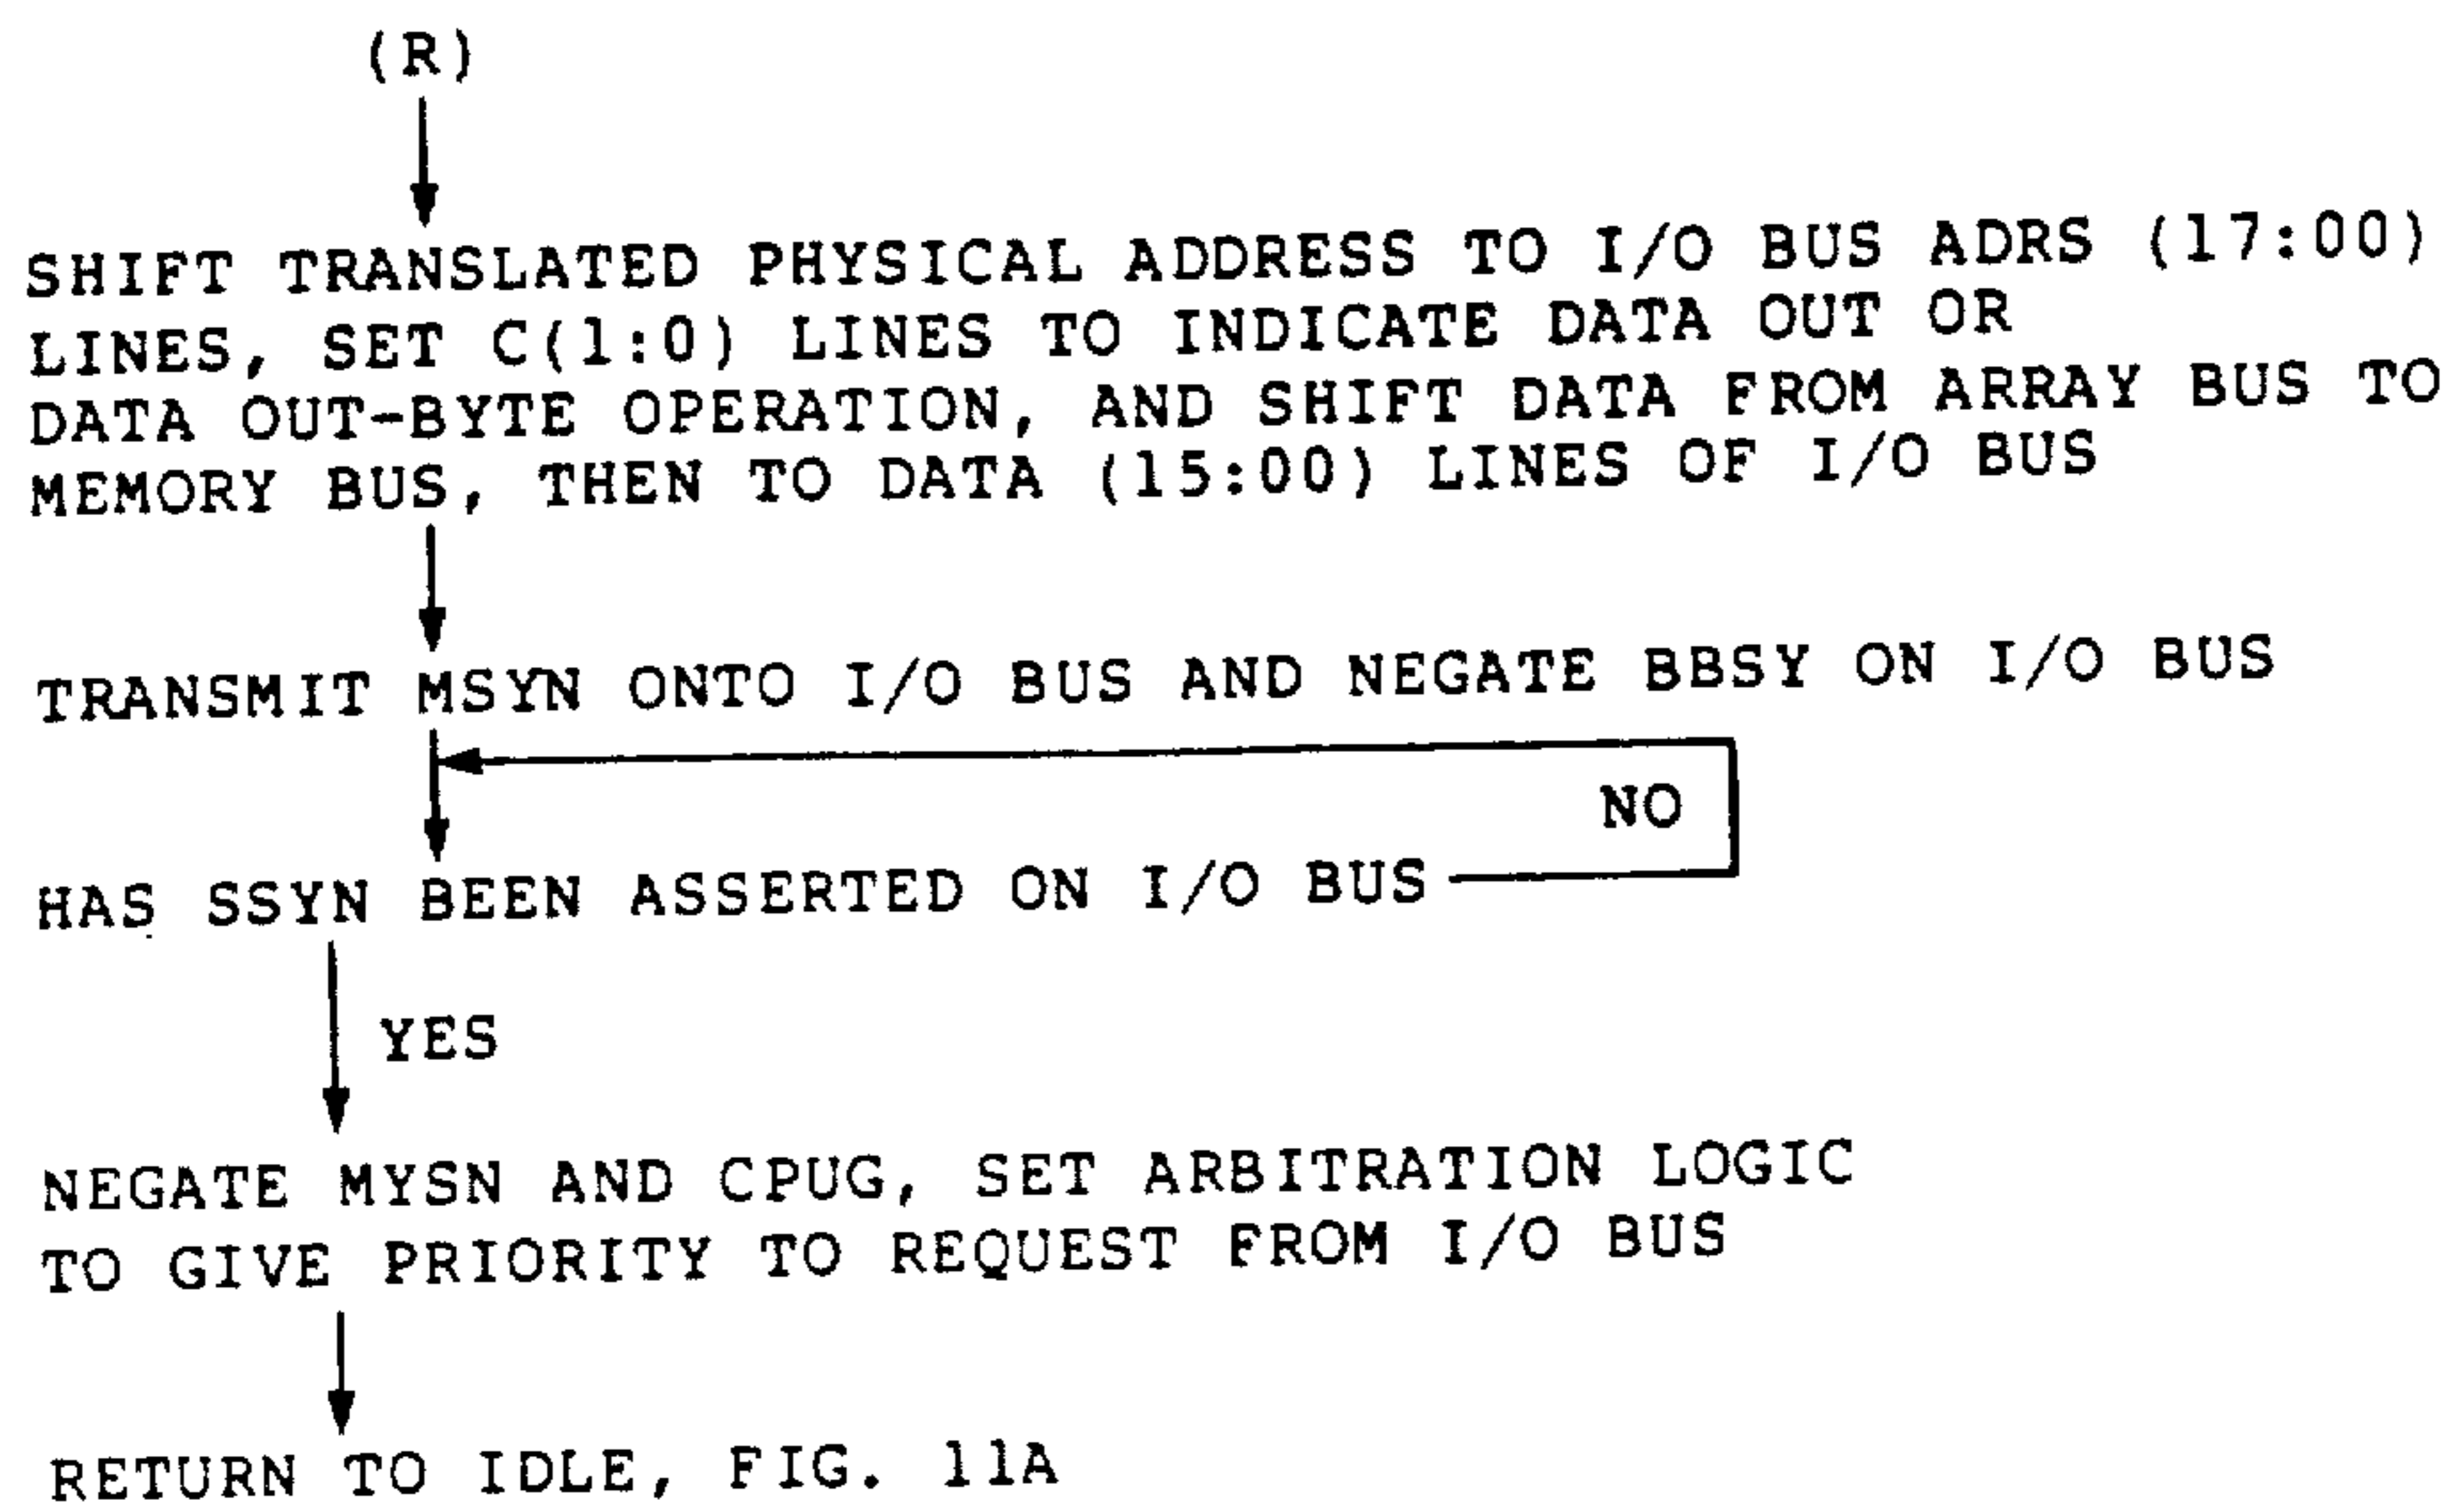 (R)
SHIFT TRANSLATED PHYSICAL ADDRESS TO I/O BUS ADRS (17:00)
LINES, SET C(1:0) LINES TO INDICATE DATA OUT OR
DATA OUT-BYTE OPERATION, AND SHIFT DATA FROM ARRAY BUS TO
MEMORY BUS, THEN TO DATA (15:00) LINES OF I/O BUS
TRANSMIT MSYN ONTO I/O BUS AND NEGATE BBSY ON I/O BUS
NO
HAS SSYN BEEN ASSERTED ON I/O BUS
YES
NEGATE MYSN AND CPUG, SET ARBITRATION LOGIC
TO GIVE PRIORITY TO REQUEST FROM I/O BUS
RETURN TO IDLE, FIG. 11A